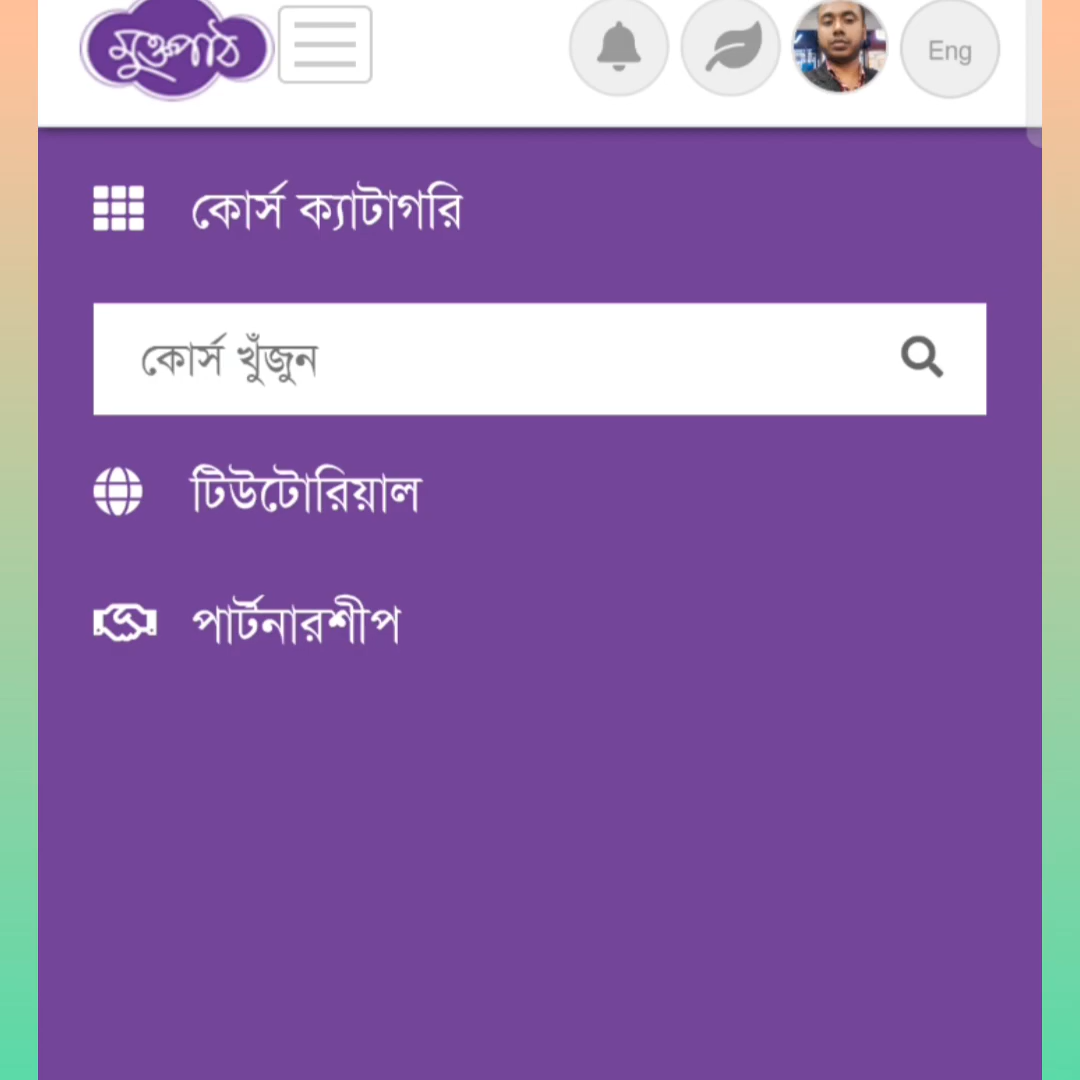 মুক্তপাঠ
Eng
কোর্স ক্যাটাগরি
কোর্স খুঁজুন
টিউটোরিয়াল
পার্টনারশীপ